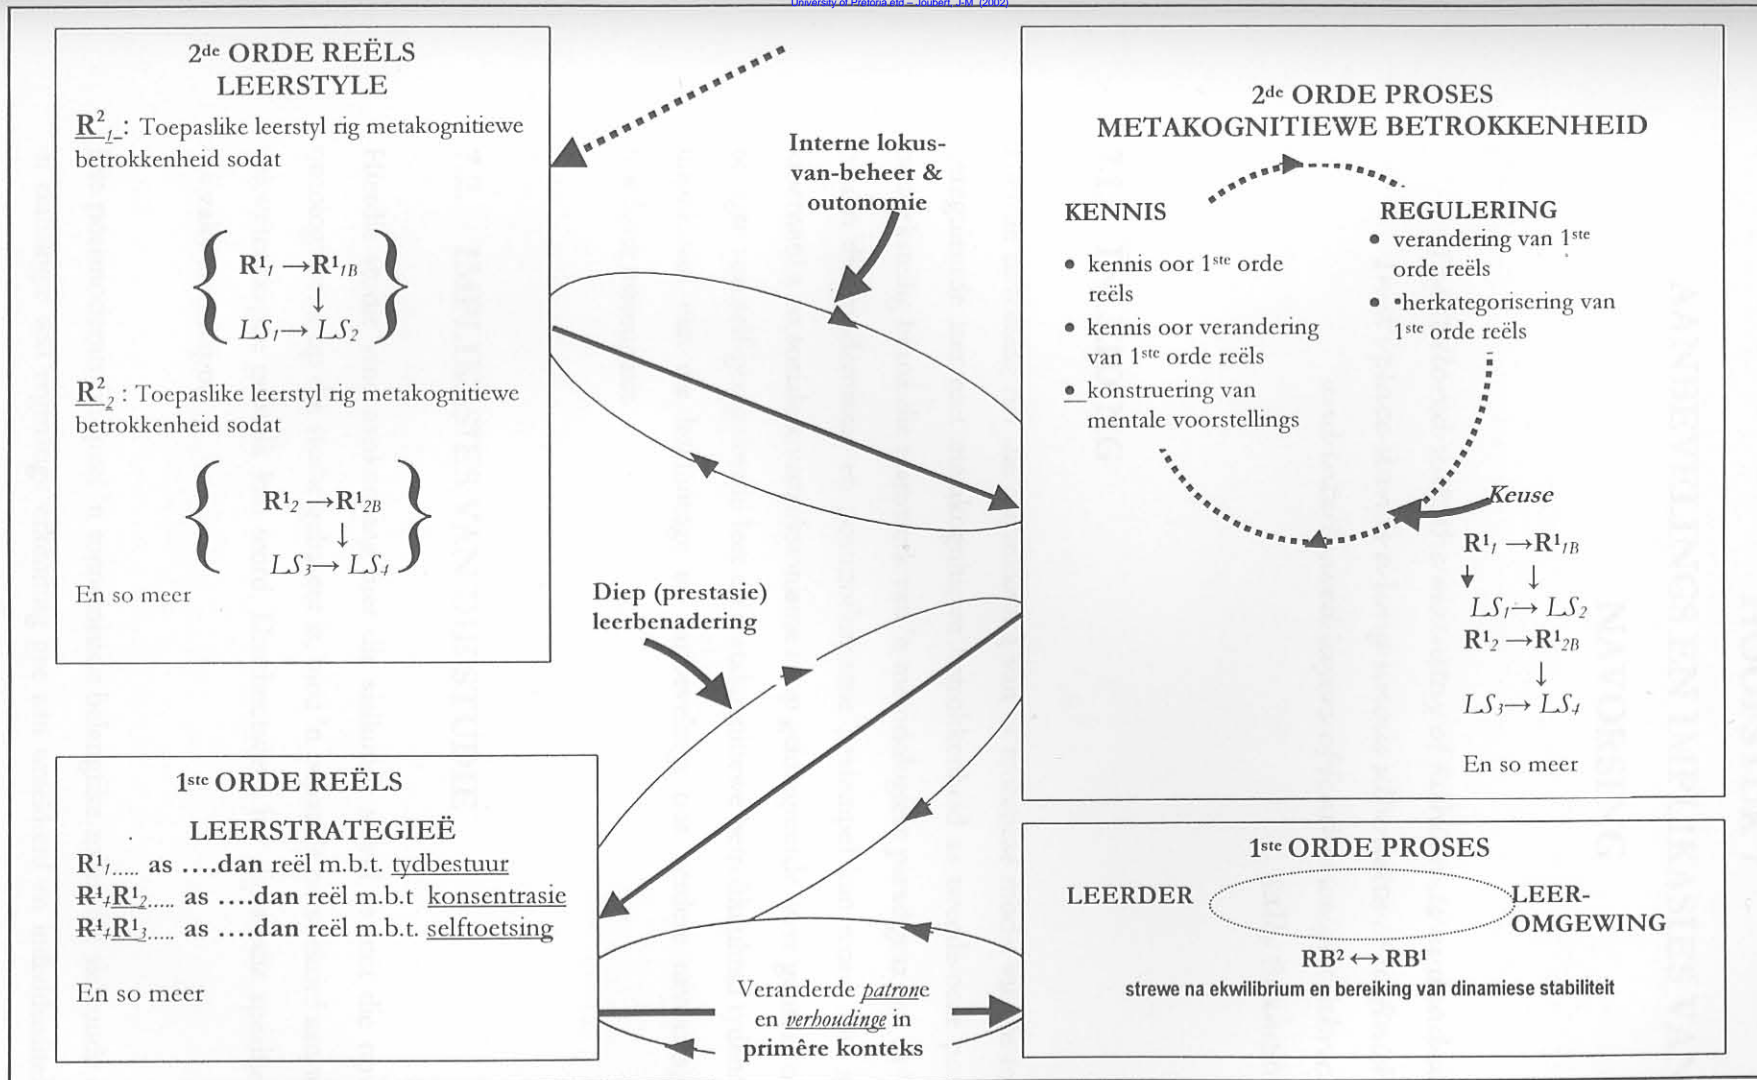 University of Pretoria etd – Joubert, J-M (2002)
2de ORDE REËLS
LEERSTYLE
R²1 : Toepaslike leerstyl rig metakognitiewe
betrokkenheid sodat
R¹1 → R¹1B
↓
LS1 → LS2
R²2 : Toepaslike leerstyl rig metakognitiewe
betrokkenheid sodat
R¹2 → R¹2B
↓
LS3 → LS4
En so meer
Interne lokus-
van-beheer &
outonomie
Diep (prestasie)
leerbenadering
2de ORDE PROSES
METAKOGNITIEWE BETROKKENHEID
KENNIS
• kennis oor 1ste orde
reëls
• kennis oor verandering
van 1ste orde reëls
• konstruering van
mentale voorstellings
REGULERING
• verandering van 1ste
orde reëls
• •herkategorisering van
1ste orde reëls
Keuse
R¹1 → R¹1B
↓ ↓
LS1 → LS2
R¹2 → R¹2B
↓
LS3 → LS4
En so meer
1ste ORDE REËLS
LEERSTRATEGIEË
R¹1..... as ....dan reël m.b.t. tydbestuur
R¹1R¹2..... as ....dan reël m.b.t konsentrasie
R¹1R¹3..... as ....dan reël m.b.t. selftoetsing
En so meer
Veranderde patrone
en verhoudinge in
primêre konteks
1ste ORDE PROSES
LEERDER
LEER-
OMGEWING
RB² ↔ RB¹
strewe na ekwilibrium en bereiking van dinamiese stabiliteit